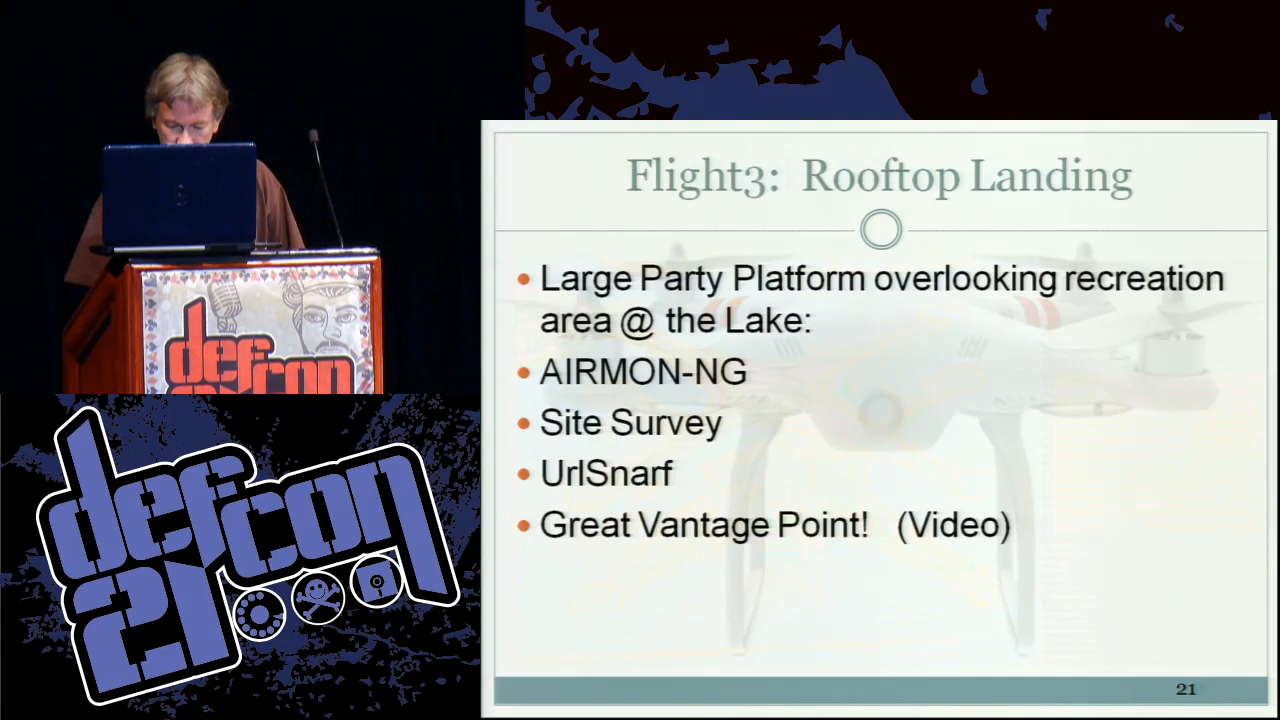 Flight3: Rooftop Landing
• Large Party Platform overlooking recreation
area @ the Lake:
• AIRMON-NG
• Site Survey
• UrlSnarf
• Great Vantage Point! (Video)
21
defcon
defcon
21